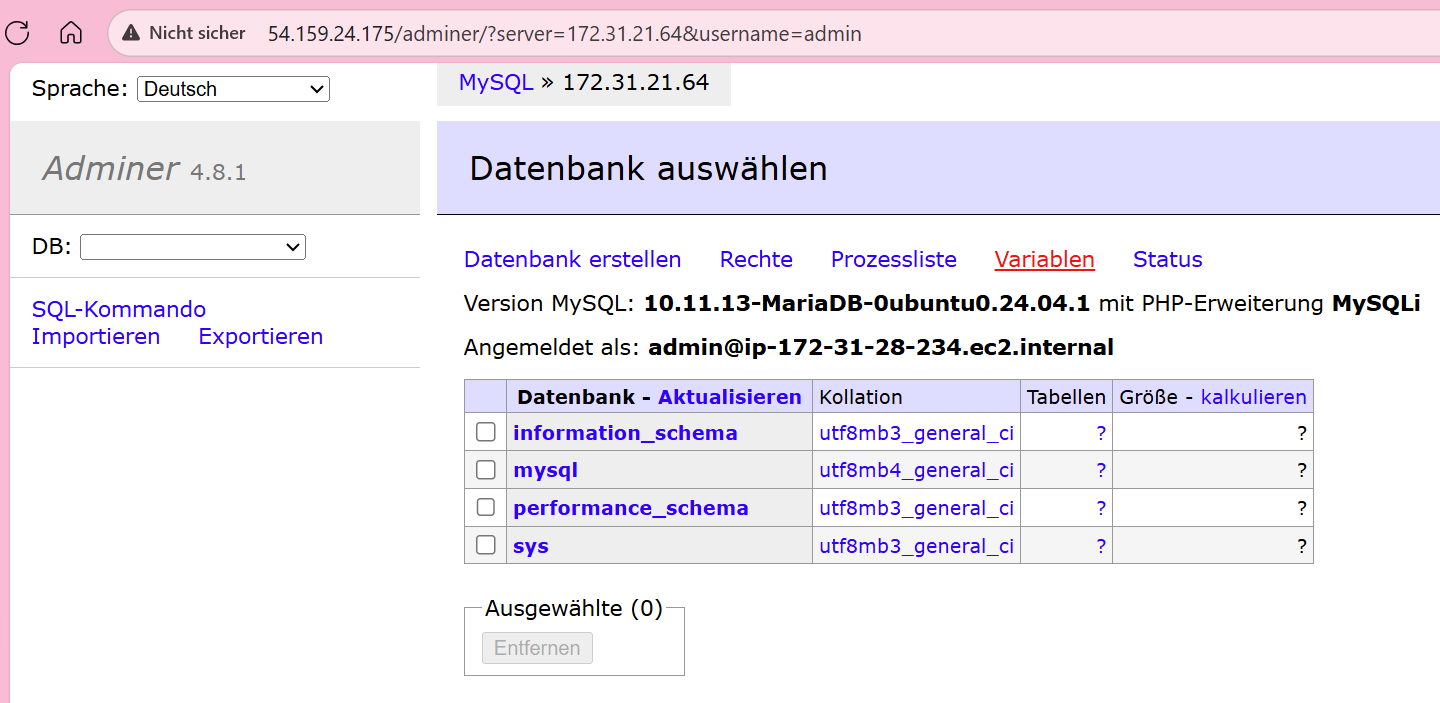 Nicht sicher 54.159.24.175/adminer/?server=172.31.21.64&username=admin
Sprache: Deutsch
MySQL » 172.31.21.64
Adminer 4.8.1
Datenbank auswählen
DB:
Datenbank erstellen Rechte Prozessliste Variablen Status
SQL-Kommando
Importieren Exportieren
Version MySQL: 10.11.13-MariaDB-0ubuntu0.24.04.1 mit PHP-Erweiterung MySQLi
Angemeldet als: admin@ip-172-31-28-234.ec2.internal
Datenbank - Aktualisieren Kollation Tabellen Größe - kalkulieren
information_schema utf8mb3_general_ci ? ?
mysql utf8mb4_general_ci ? ?
performance_schema utf8mb3_general_ci ? ?
sys utf8mb3_general_ci ? ?
Ausgewählte (0)
Entfernen